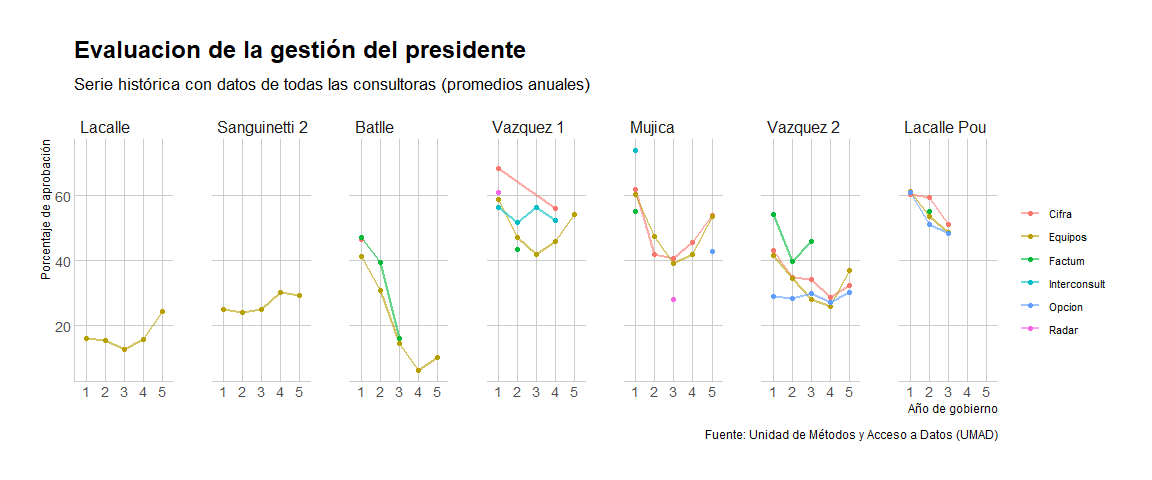 Evaluacion de la gestión del presidente
Serie histórica con datos de todas las consultoras (promedios anuales)
Lacalle Sanguinetti 2 Batlle Vazquez 1 Mujica Vazquez 2 Lacalle Pou
Porcentaje de aprobación
60
40
20
Cifra
Equipos
Factum
Interconsult
Opcion
Radar
1 2 3 4 5 1 2 3 4 5 1 2 3 4 5 1 2 3 4 5 1 2 3 4 5 1 2 3 4 5 1 2 3 4 5
Año de gobierno
Fuente: Unidad de Métodos y Acceso a Datos (UMAD)